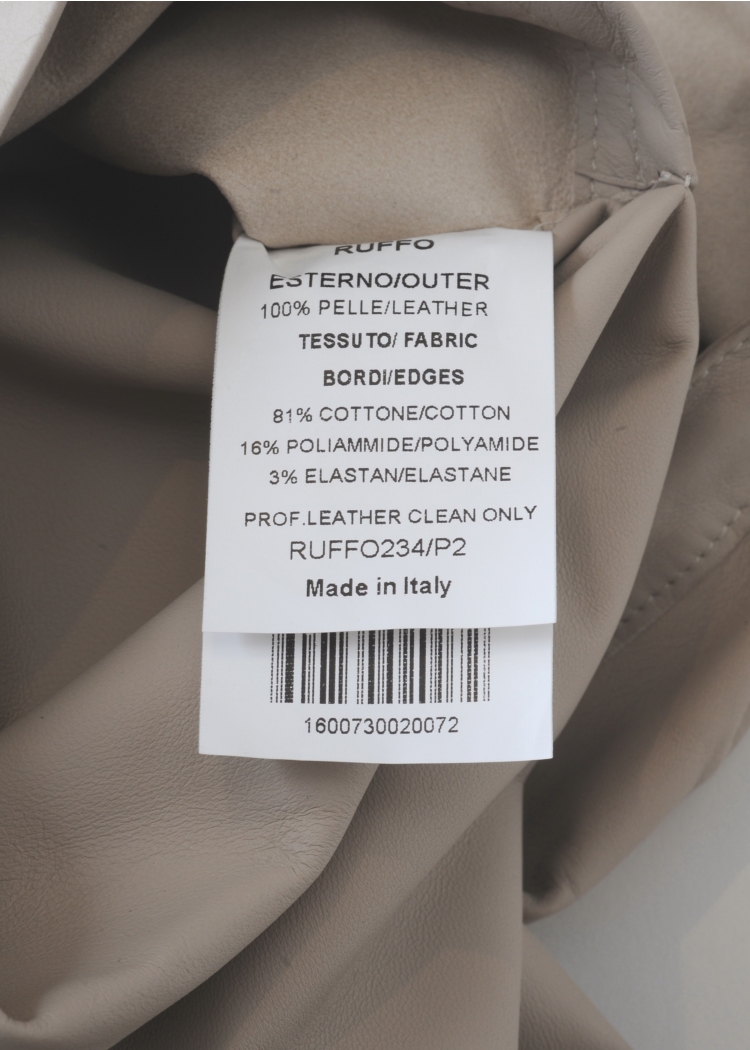 RUFFO
ESTERNO/OUTER
100% PELLE/LEATHER
TESSUTO/ FABRIC
BORDI/EDGES
81% COTTONE/COTTON
16% POLIAMMIDE/POLYAMIDE
3% ELASTAN/ELASTANE
PROF.LEATHER CLEAN ONLY
RUFFO234/P2
Made in Italy
1600730020072